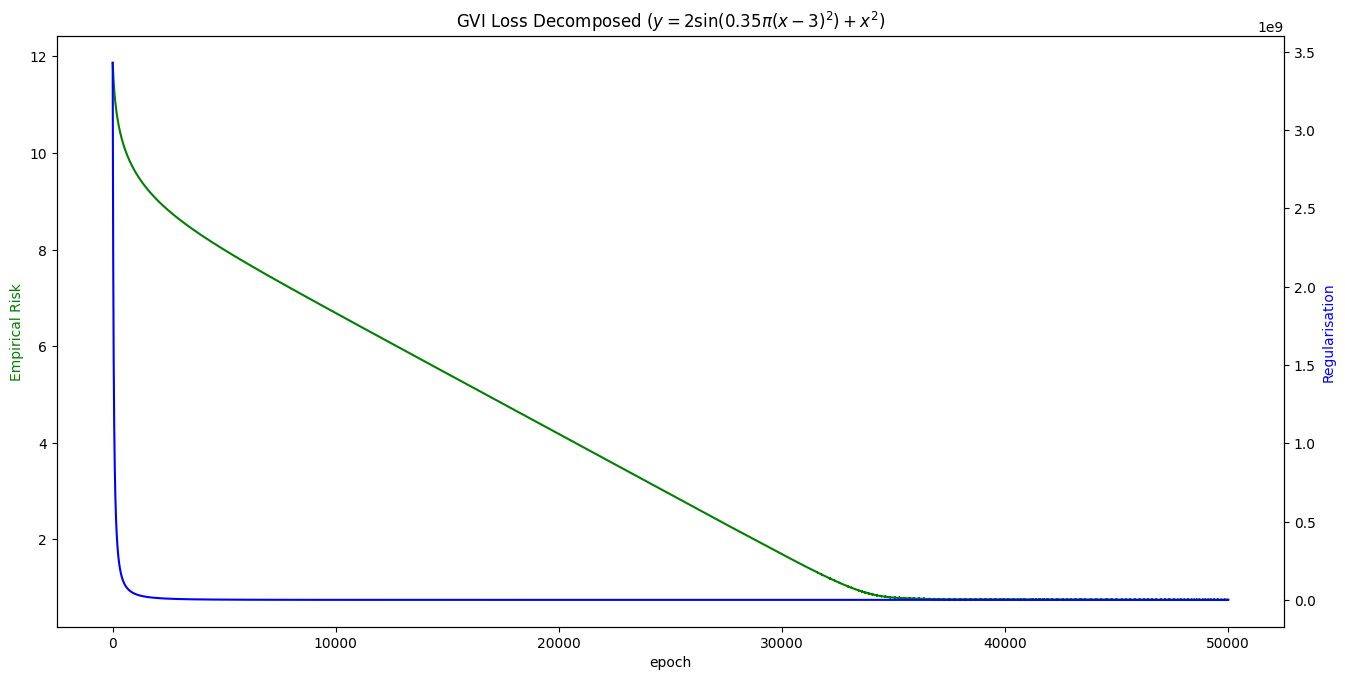 GVI Loss Decomposed (y = 2sin(0.35π(x − 3)²) + x²)
1e9
12
10
8
6
4
2
Empirical Risk
3.5
3.0
2.5
2.0
1.5
1.0
0.5
0.0
Regularisation
0 10000 20000 30000 40000 50000
epoch